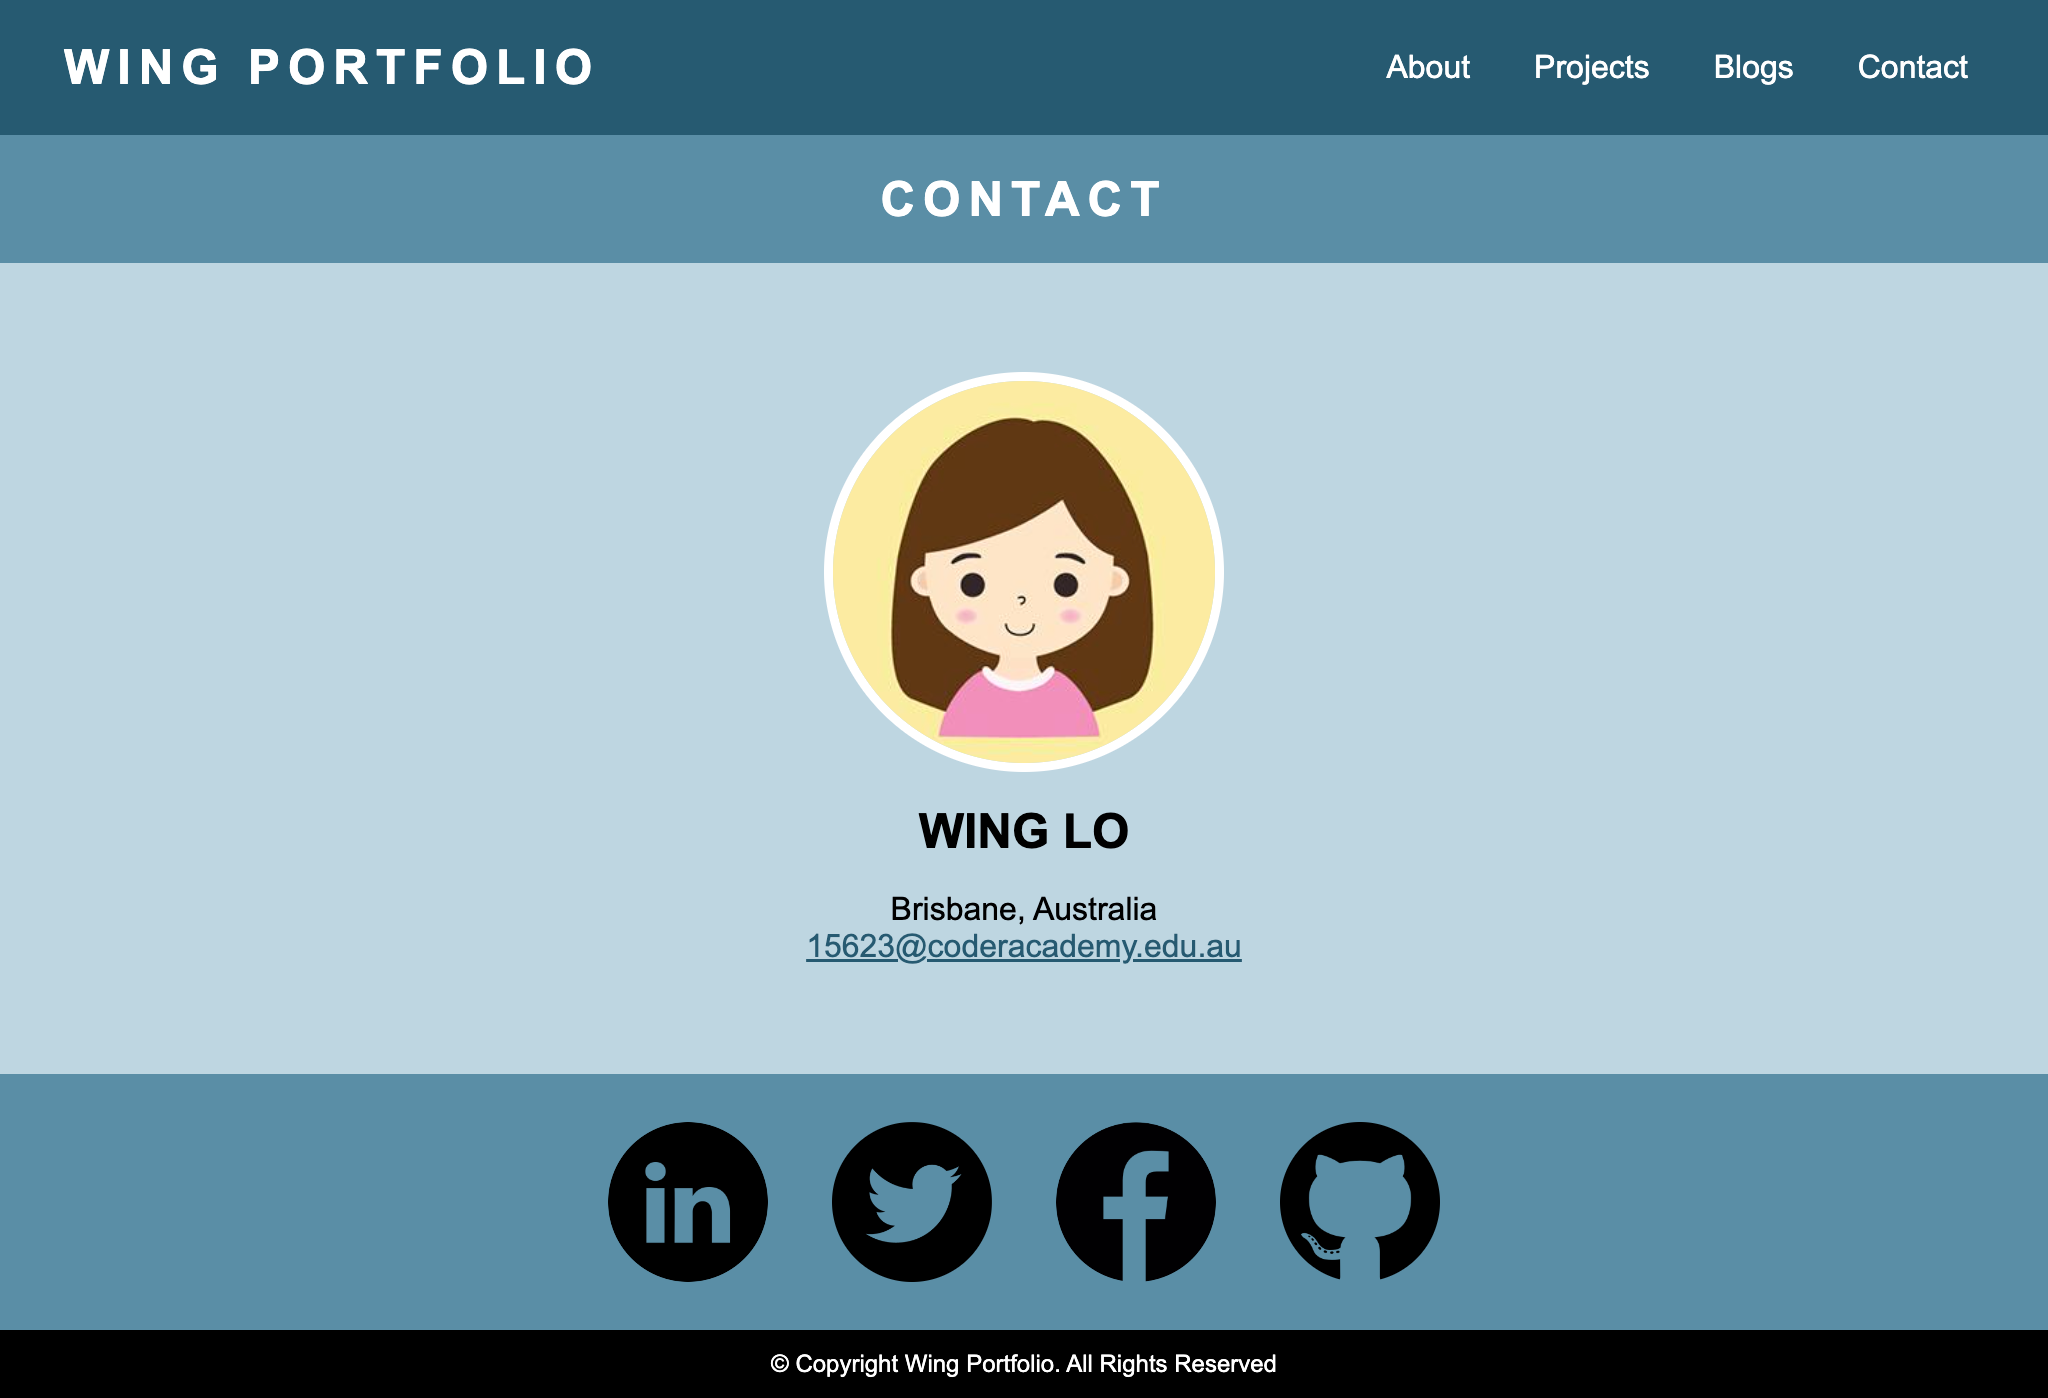 WING PORTFOLIO
About Projects Blogs Contact
CONTACT
WING LO
Brisbane, Australia
15623@coderacademy.edu.au
in
© Copyright Wing Portfolio. All Rights Reserved